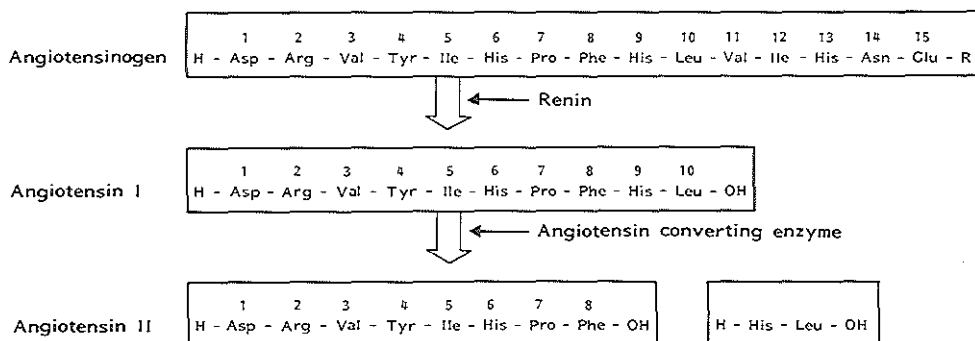 1 2 3 4 5 6 7 8 9 10 11 12 13 14 15
Angiotensinogen H - Asp - Arg - Val - Tyr - Ile - His - Pro - Phe - His - Leu - Val - Ile - His - Asn - Glu - R
Renin
1 2 3 4 5 6 7 8 9 10
Angiotensin I H - Asp - Arg - Val - Tyr - Ile - His - Pro - Phe - His - Leu - OH
Angiotensin converting enzyme
1 2 3 4 5 6 7 8
Angiotensin II H - Asp - Arg - Val - Tyr - Ile - His - Pro - Phe - OH H - His - Leu - OH